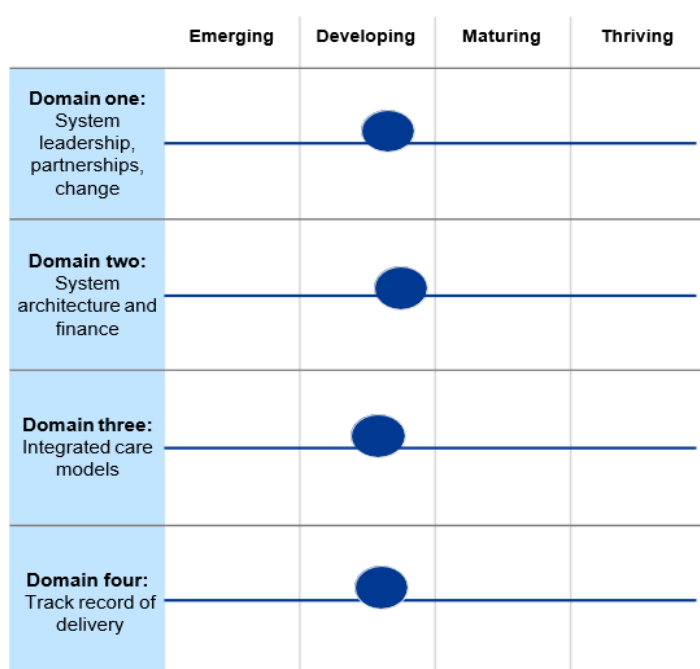 Emerging Developing Maturing Thriving
Domain one:
System
leadership,
partnerships,
change
Domain two:
System
architecture and
finance
Domain three:
Integrated care
models
Domain four:
Track record of
delivery